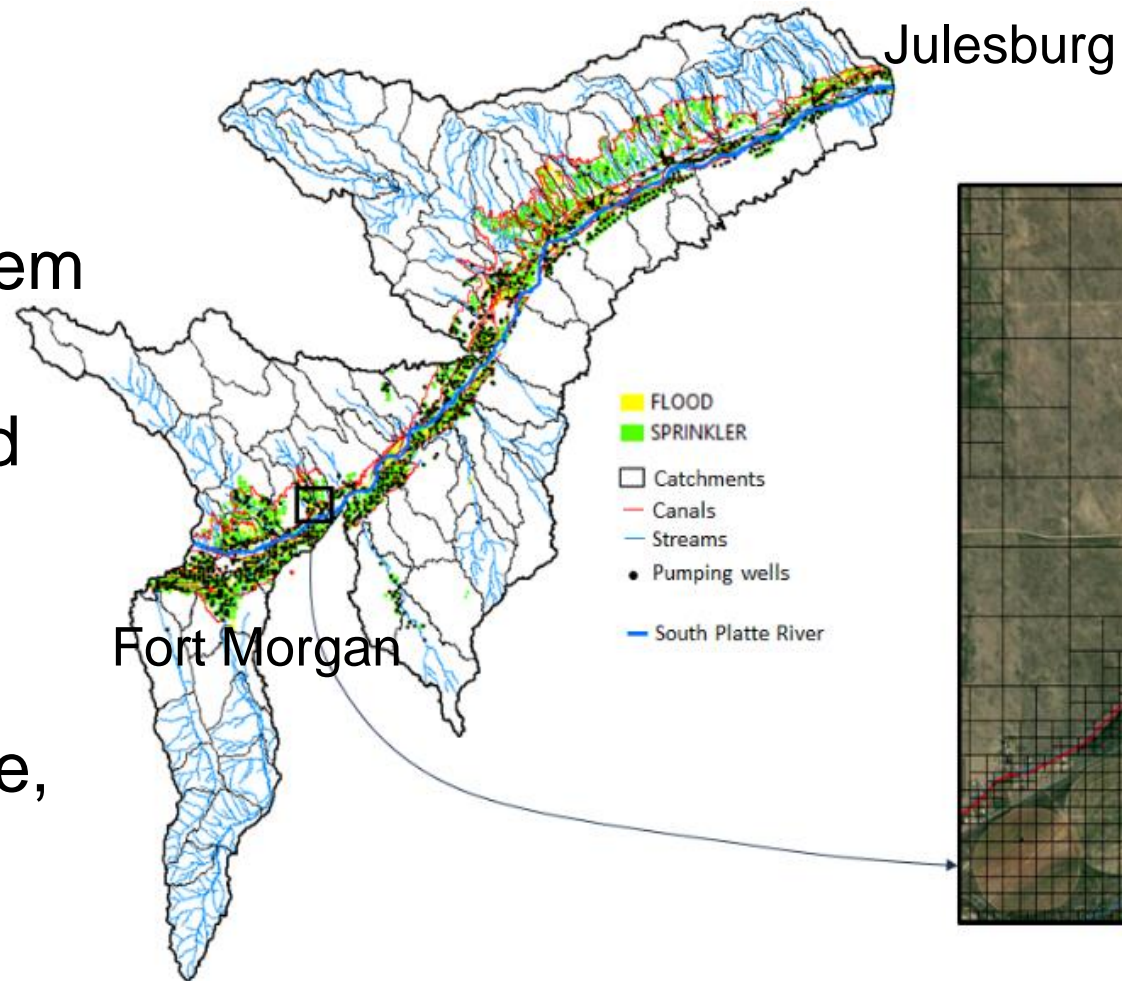 Julesburg
em
d
e,
FLOOD
SPRINKLER
Catchments
Canals
Streams
Pumping wells
South Platte River
Fort Morgan